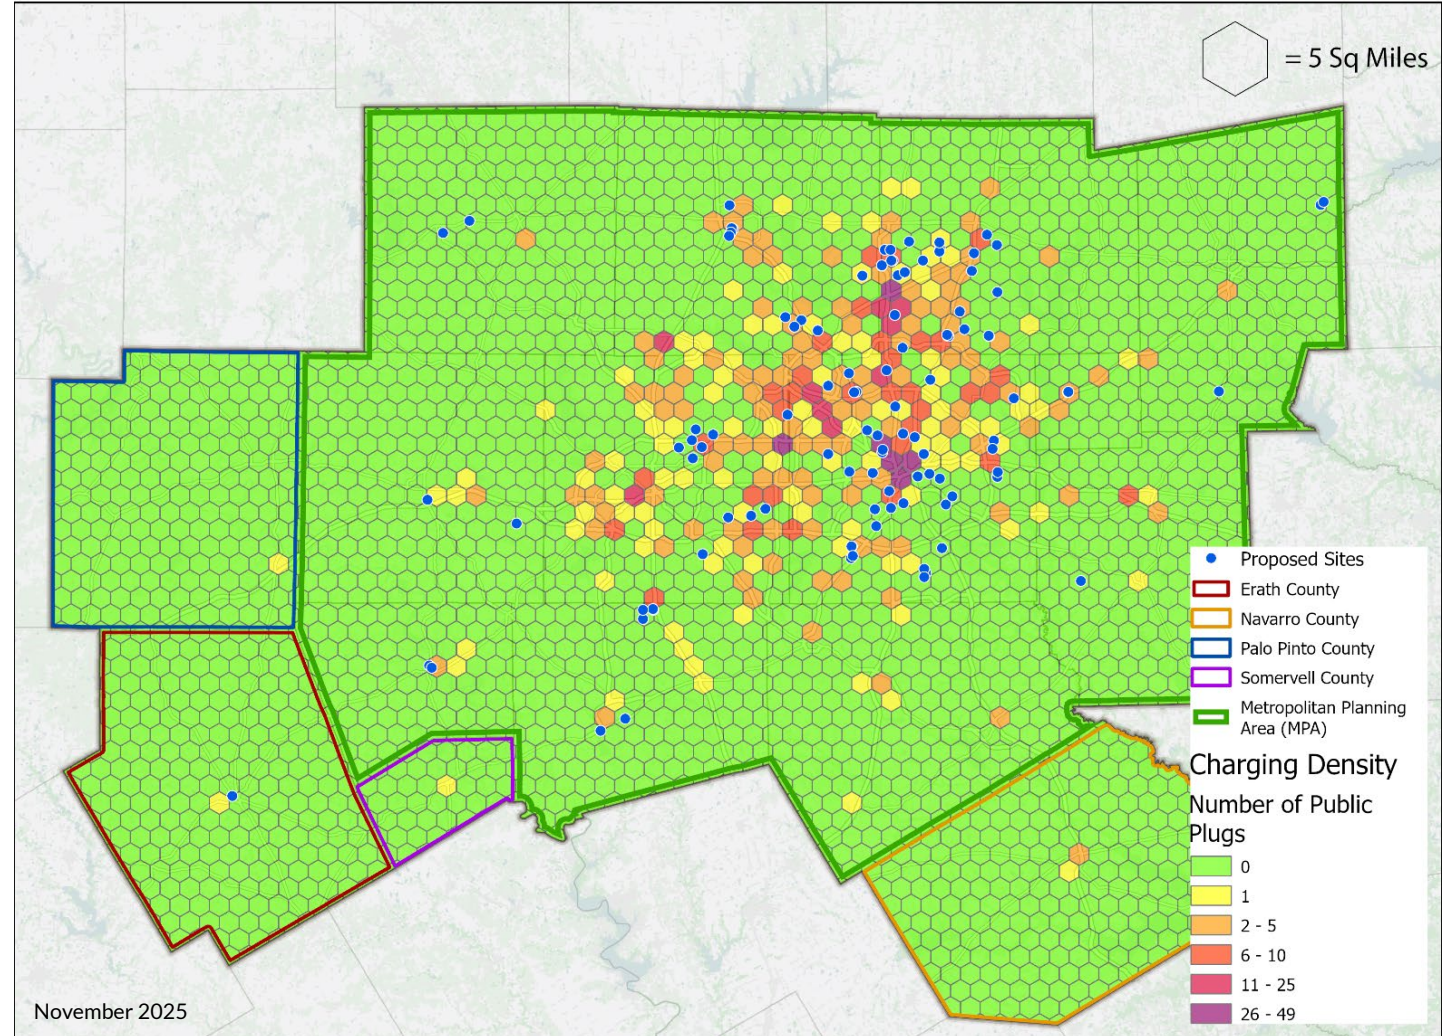 = 5 Sq Miles
Proposed Sites
Erath County
Navarro County
Palo Pinto County
Somervell County
Metropolitan Planning
Area (MPA)
Charging Density
Number of Public
Plugs
0
1
2 - 5
6 - 10
11 - 25
26 - 49
November 2025